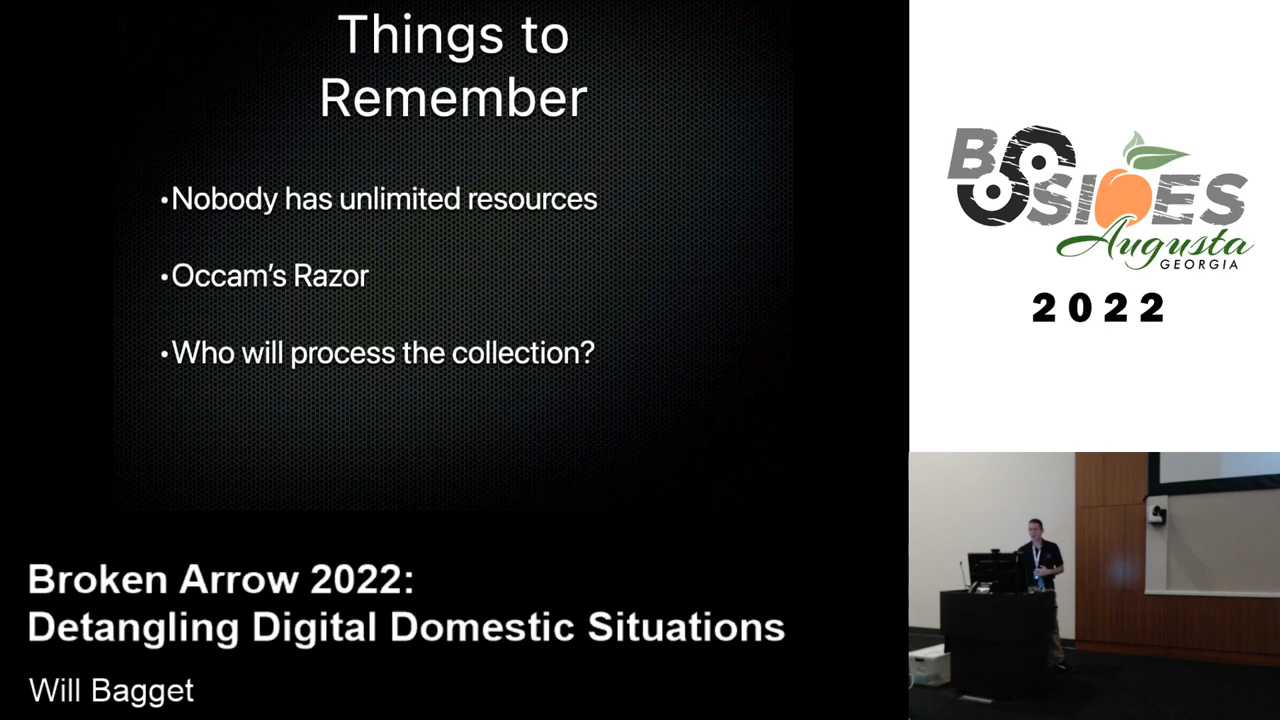 Things to
Remember
•Nobody has unlimited resources
•Occam's Razor
•Who will process the collection?
BSIDES
Augusta
GEORGIA
2022
Broken Arrow 2022:
Detangling Digital Domestic Situations
Will Bagget